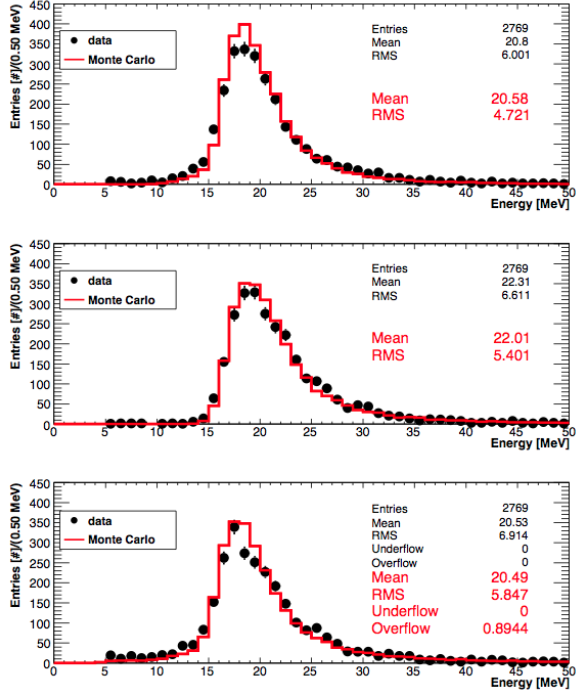 Entries [#]/(0.50 MeV)
450
400
350
300
250
200
150
100
50
0
data
Monte Carlo
Entries 2769
Mean 20.8
RMS 6.001
Mean 20.58
RMS 4.721
0 5 10 15 20 25 30 35 40 45 50
Energy [MeV]
Entries [#]/(0.50 MeV)
450
400
350
300
250
200
150
100
50
0
data
Monte Carlo
Entries 2769
Mean 22.31
RMS 6.611
Mean 22.01
RMS 5.401
0 5 10 15 20 25 30 35 40 45 50
Energy [MeV]
Entries [#]/(0.50 MeV)
450
400
350
300
250
200
150
100
50
0
data
Monte Carlo
Entries 2769
Mean 20.53
RMS 6.914
Underflow 0
Overflow 0
Mean 20.49
RMS 5.847
Underflow 0
Overflow 0.8944
0 5 10 15 20 25 30 35 40 45 50
Energy [MeV]